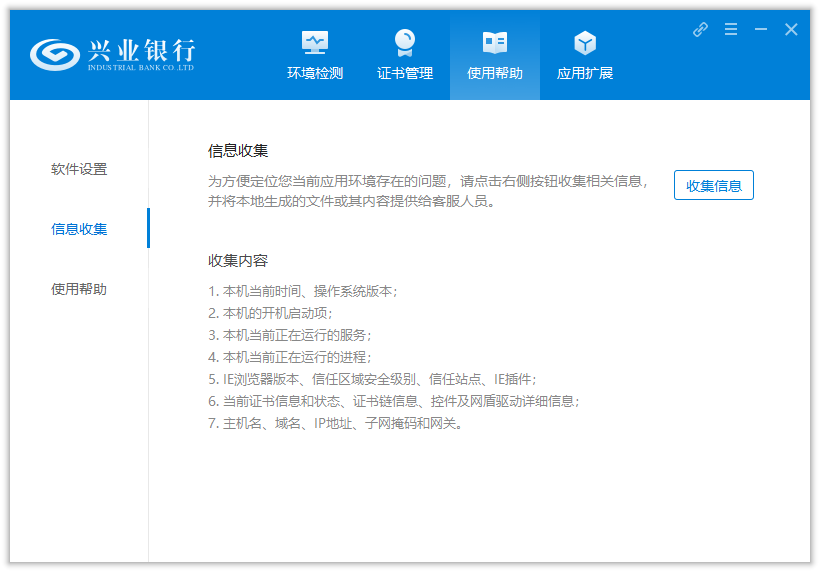 兴业银行
INDUSTRIAL BANK CO.,LTD
环境检测
证书管理
使用帮助
应用扩展
软件设置
信息收集
使用帮助
信息收集
为方便定位您当前应用环境存在的问题，请点击右侧按钮收集相关信息，
并将本地生成的文件或其内容提供给客服人员。
收集信息
收集内容
1. 本机当前时间、操作系统版本；
2. 本机的开机启动项；
3. 本机当前正在运行的服务；
4. 本机当前正在运行的进程；
5. IE浏览器版本、信任区域安全级别、信任站点、IE插件；
6. 当前证书信息和状态、证书链信息、控件及网盾驱动详细信息；
7. 主机名、域名、IP地址、子网掩码和网关。